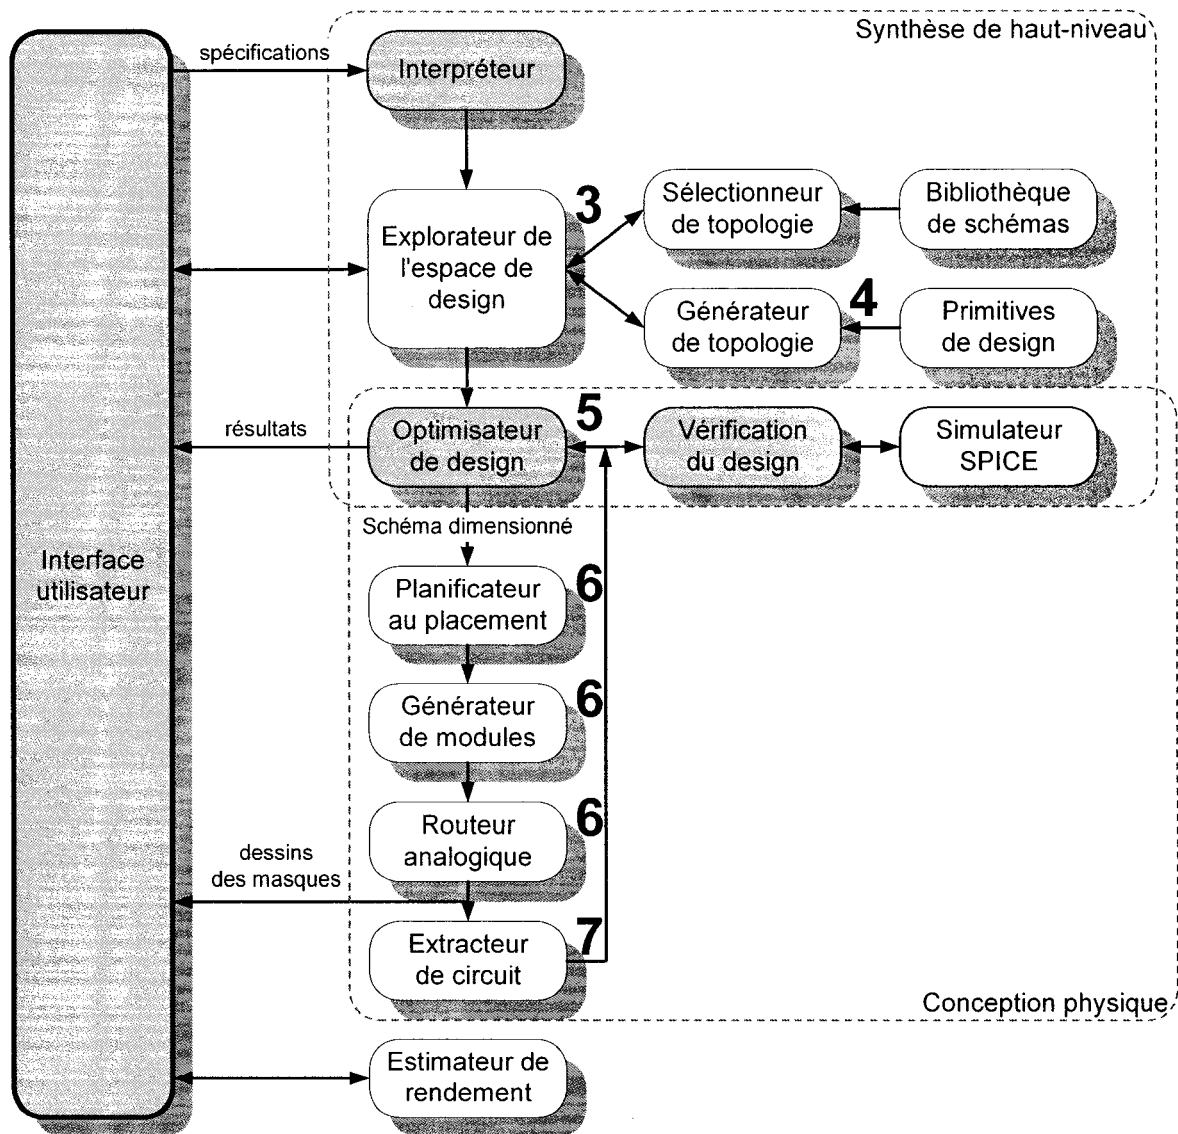 Synthèse de haut-niveau
spécifications
Interpréteur
3
Sélectionneur
de topologie
Bibliothèque
de schémas
Explorateur de
l'espace de
design
4
Générateur
de topologie
Primitives
de design
5
résultats
Optimisateur
de design
Vérification
du design
Simulateur
SPICE
Schéma dimensionné
Interface
utilisateur
6
Planificateur
au placement
6
Générateur
de modules
6
Routeur
analogique
dessins
des masques
7
Extracteur
de circuit
Conception physique
Estimateur de
rendement